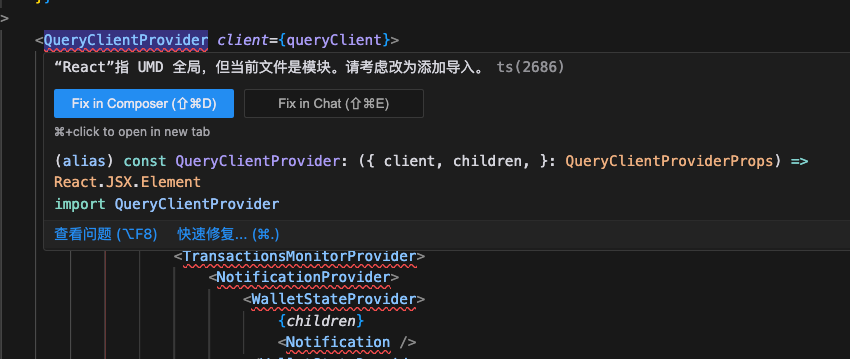 }}
>
<QueryClientProvider client={queryClient}>
“React”指 UMD 全局，但当前文件是模块。请考虑改为添加导入。 ts(2686)
Fix in Composer (⇧⌘D) Fix in Chat (⇧⌘E)
⌘+click to open in new tab
(alias) const QueryClientProvider: ({ client, children, }: QueryClientProviderProps) =>
React.JSX.Element
import QueryClientProvider
查看问题 (⌥F8) 快速修复... (⌘.)
<TransactionsMonitorProvider>
<NotificationProvider>
<WalletStateProvider>
{children}
<Notification />
</WalletStateProvider>